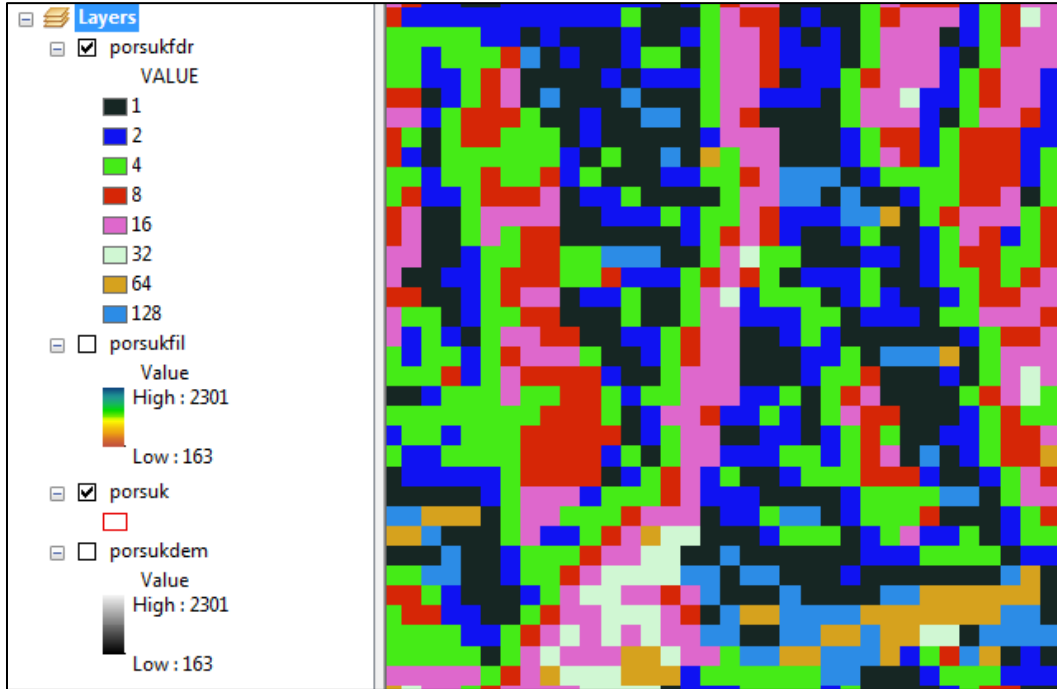 Layers
porsukfdr
VALUE
1
2
4
8
16
32
64
128
porsukfil
Value
High : 2301
Low : 163
porsuk
porsukdem
Value
High : 2301
Low : 163